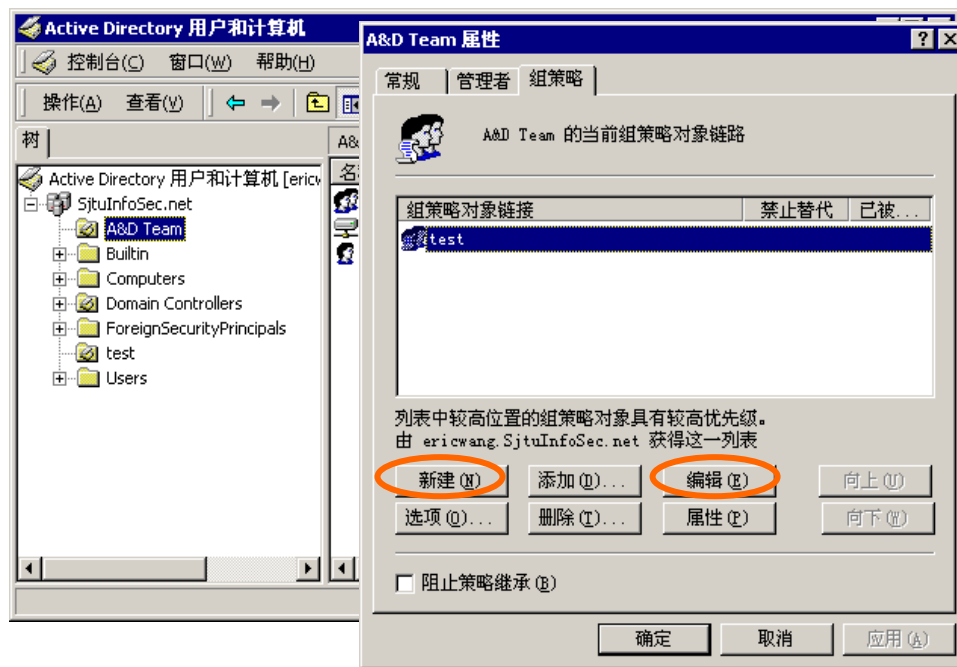 Active Directory 用户和计算机
控制台(C) 窗口(W) 帮助(H)
操作(A) 查看(V)
树
A&
Active Directory 用户和计算机 [ericw
SjtuInfoSec.net
A&D Team
Builtin
Computers
Domain Controllers
ForeignSecurityPrincipals
test
Users
名
A&D Team 属性
常规 管理者 组策略
A&D Team 的当前组策略对象链路
组策略对象链接 禁止替代 已被...
test
列表中较高位置的组策略对象具有较高优先级。
由 ericwang.SjtuInfoSec.net 获得这一列表
新建(N) 添加(D)... 编辑(E) 向上(U)
选项(O)... 删除(T)... 属性(P) 向下(W)
阻止策略继承(B)
确定 取消 应用(A)